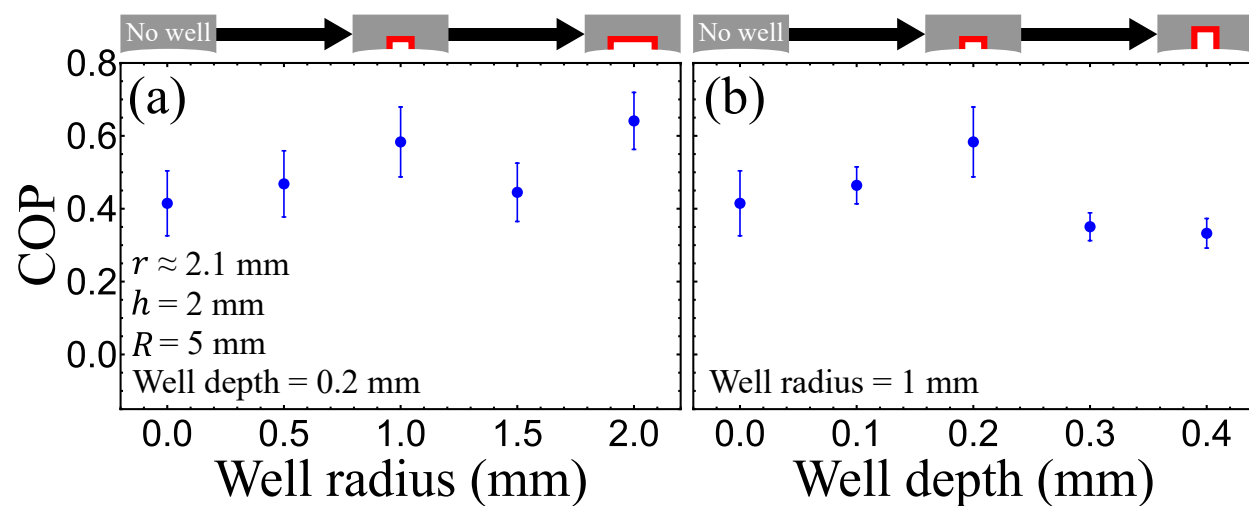 No well
No well
(a)
(b)
0.8
0.6
0.4
0.2
0.0
COP
r ≈ 2.1 mm
h = 2 mm
R = 5 mm
Well depth = 0.2 mm
Well radius = 1 mm
0.0 0.5 1.0 1.5 2.0
0.0 0.1 0.2 0.3 0.4
Well radius (mm)
Well depth (mm)